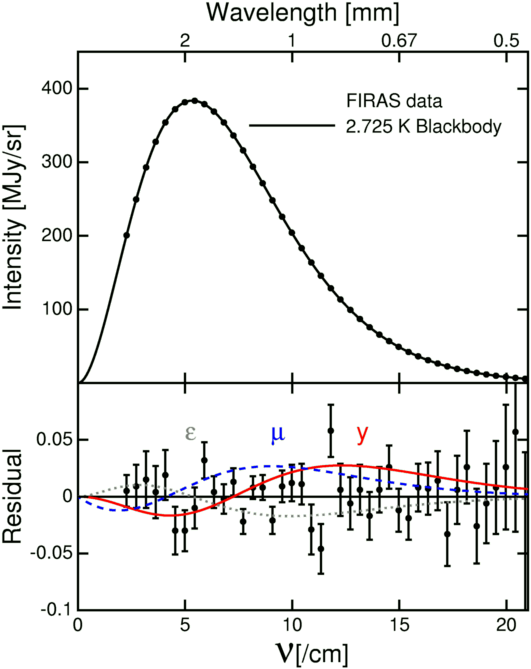 Wavelength [mm]
2 1 0.67 0.5
400
300
200
100
Intensity [MJy/sr]
FIRAS data
2.725 K Blackbody
ε μ y
0.05
0
-0.05
-0.1
Residual
0 5 10 15 20
ν[/cm]